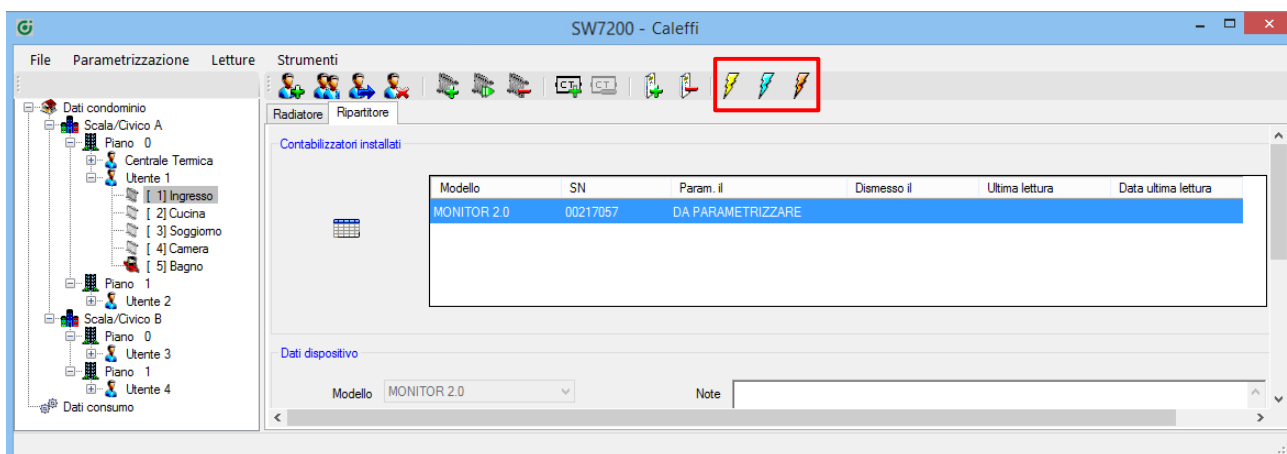 SW7200 - Caleffi
File Parametrizzazione Letture Strumenti
CT CT
Dati condominio
Scala/Civico A
Piano 0
Centrale Termica
Utente 1
[ 1] Ingresso
[ 2] Cucina
[ 3] Soggiorno
[ 4] Camera
[ 5] Bagno
Piano 1
Utente 2
Scala/Civico B
Piano 0
Utente 3
Piano 1
Utente 4
Dati consumo
Radiatore Ripartitore
Contabilizzatori installati
Modello SN Param. il Dismesso il Ultima lettura Data ultima lettura
MONITOR 2.0 00217057 DA PARAMETRIZZARE
Dati dispositivo
Modello MONITOR 2.0 Note